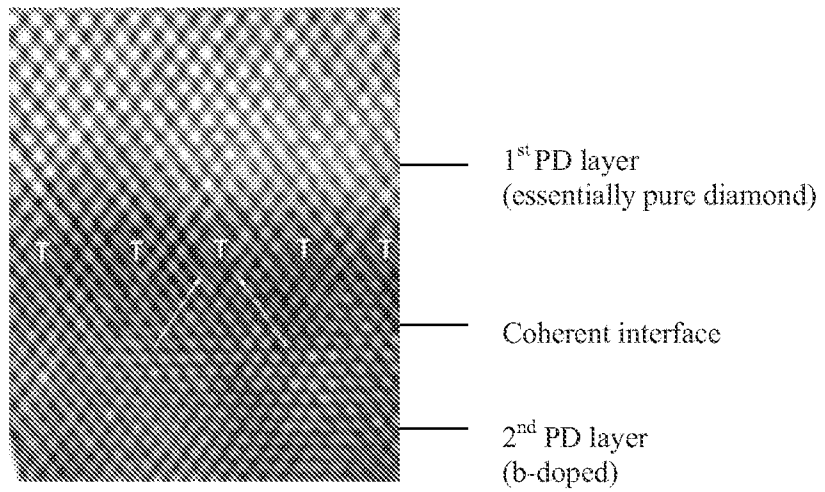 1st PD layer
(essentially pure diamond)
T T T T T
Coherent interface
2nd PD layer
(b-doped)